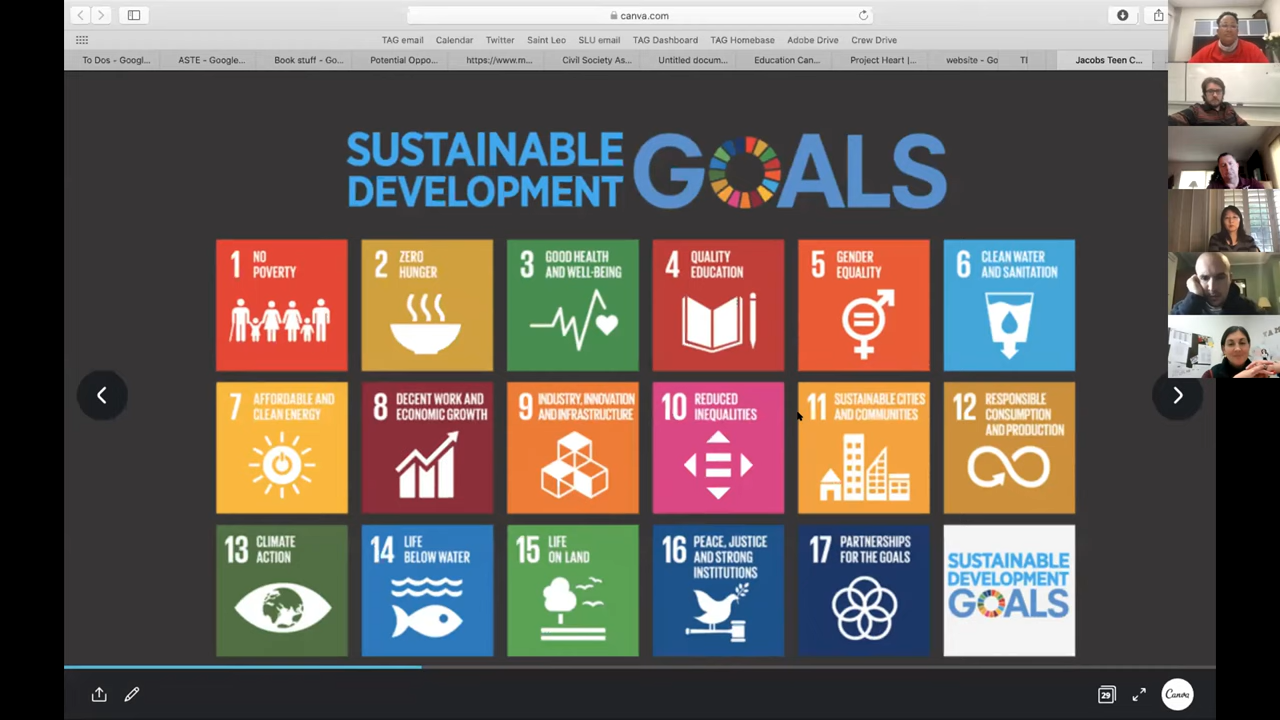 canva.com
TAG email Calendar Twitter Saint Leo SLU email TAG Dashboard TAG Homebase Adobe Drive Crew Drive
To Dos - Googl... ASTE - Google... Book stuff - Go... Potential Oppo... https://www.m... Civil Society As... Untitled docum... Education Can... Project Heart |... website - Go TI Jacobs Teen C...
SUSTAINABLE
DEVELOPMENT
GOALS
1 NO
POVERTY
2 ZERO
HUNGER
3 GOOD HEALTH
AND WELL-BEING
4 QUALITY
EDUCATION
5 GENDER
EQUALITY
6 CLEAN WATER
AND SANITATION
7 AFFORDABLE AND
CLEAN ENERGY
8 DECENT WORK AND
ECONOMIC GROWTH
9 INDUSTRY, INNOVATION
AND INFRASTRUCTURE
10 REDUCED
INEQUALITIES
11 SUSTAINABLE CITIES
AND COMMUNITIES
12 RESPONSIBLE
CONSUMPTION
AND PRODUCTION
13 CLIMATE
ACTION
14 LIFE
BELOW WATER
15 LIFE
ON LAND
16 PEACE, JUSTICE
AND STRONG
INSTITUTIONS
17 PARTNERSHIPS
FOR THE GOALS
SUSTAINABLE
DEVELOPMENT
GOALS
29
Canva